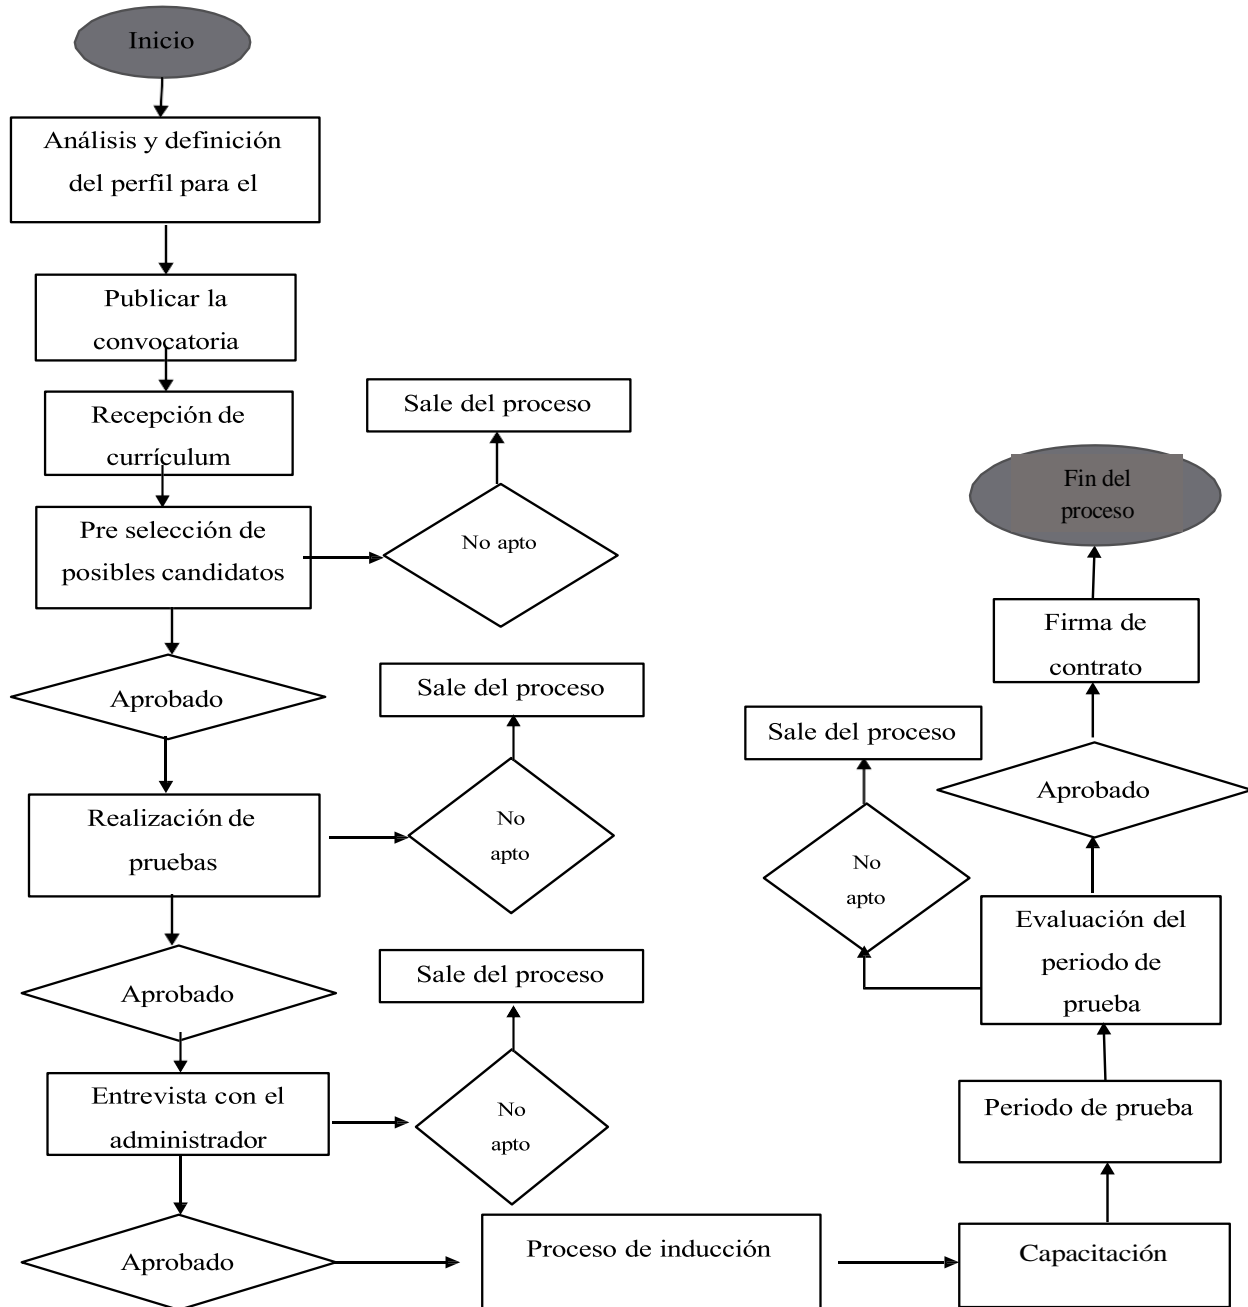 Inicio
Análisis y definición
del perfil para el
Publicar la
convocatoria
Recepción de
currículum
Pre selección de
posibles candidatos
No apto
Sale del proceso
Aprobado
Realización de
pruebas
No
apto
Sale del proceso
Aprobado
Entrevista con el
administrador
No
apto
Sale del proceso
Aprobado
Proceso de inducción
Capacitación
Periodo de prueba
Evaluación del
periodo de
prueba
No
apto
Sale del proceso
Aprobado
Firma de
contrato
Fin del
proceso